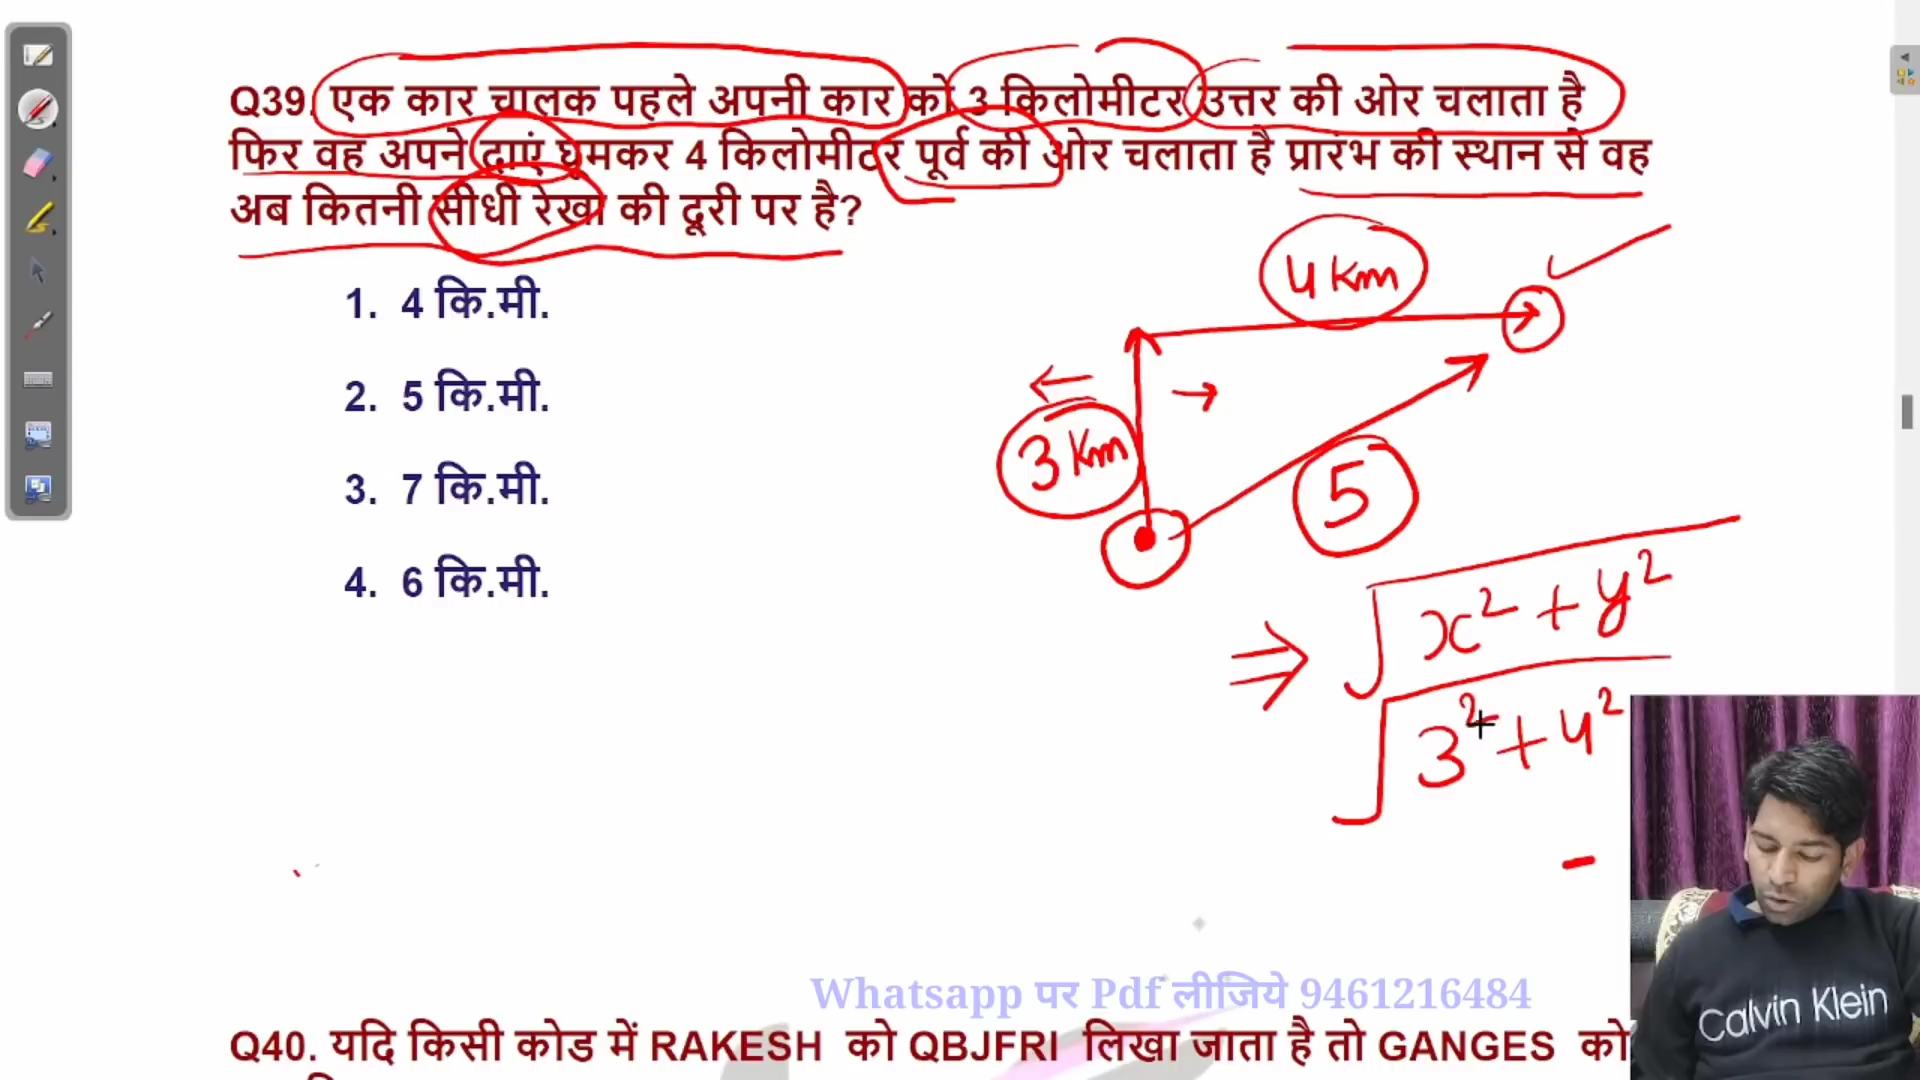 Q39. एक कार चालक पहले अपनी कार को 3 किलोमीटर उत्तर की ओर चलाता है
फिर वह अपने दाएं घुमकर 4 किलोमीटर पूर्व की ओर चलाता है प्रारंभ की स्थान से वह
अब कितनी सीधी रेखा की दूरी पर है?
1. 4 कि.मी.
2. 5 कि.मी.
3. 7 कि.मी.
4. 6 कि.मी.
4 Km
3 Km
5
√x² + y²
√3² + 4²
Calvin Klein
Whatsapp पर Pdf लीजिये 9461216484
Q40. यदि किसी कोड में RAKESH को QBJFRI लिखा जाता है तो GANGES को